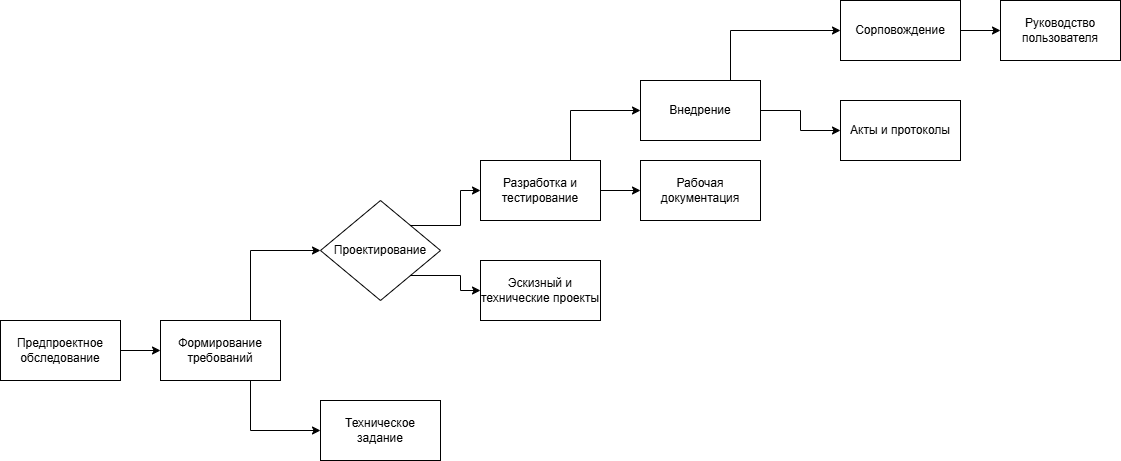 Сорповождение
Руководство
пользователя
Внедрение
Акты и протоколы
Разработка и
тестирование
Рабочая
документация
Проектирование
Эскизный и
технические проекты
Предпроектное
обследование
Формирование
требований
Техническое
задание